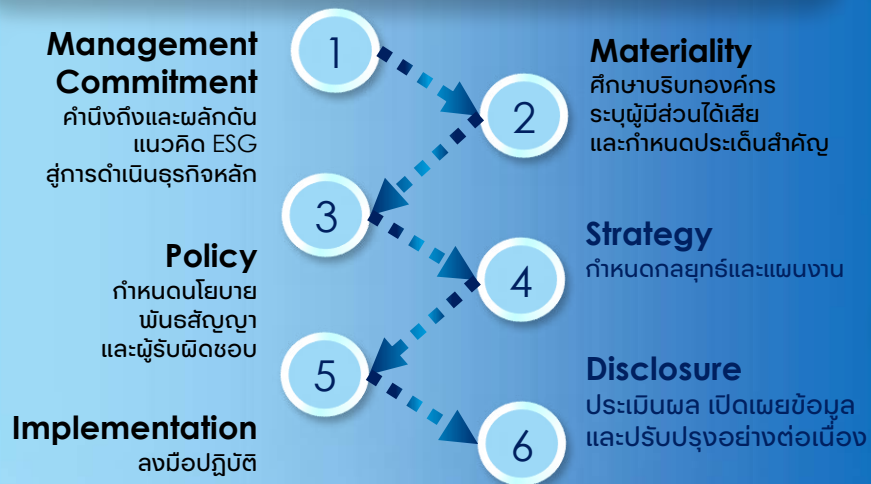 1
Management
Commitment
คำนึงถึงและผลักดัน
แนวคิด ESG
สู่การดำเนินธุรกิจหลัก
2
Materiality
ศึกษาบริบทองค์กร
ระบุผู้มีส่วนได้เสีย
และกำหนดประเด็นสำคัญ
3
Policy
กำหนดนโยบาย
พันธสัญญา
และผู้รับผิดชอบ
4
Strategy
กำหนดกลยุทธ์และแผนงาน
5
Implementation
ลงมือปฏิบัติ
6
Disclosure
ประเมินผล เปิดเผยข้อมูล
และปรับปรุงอย่างต่อเนื่อง